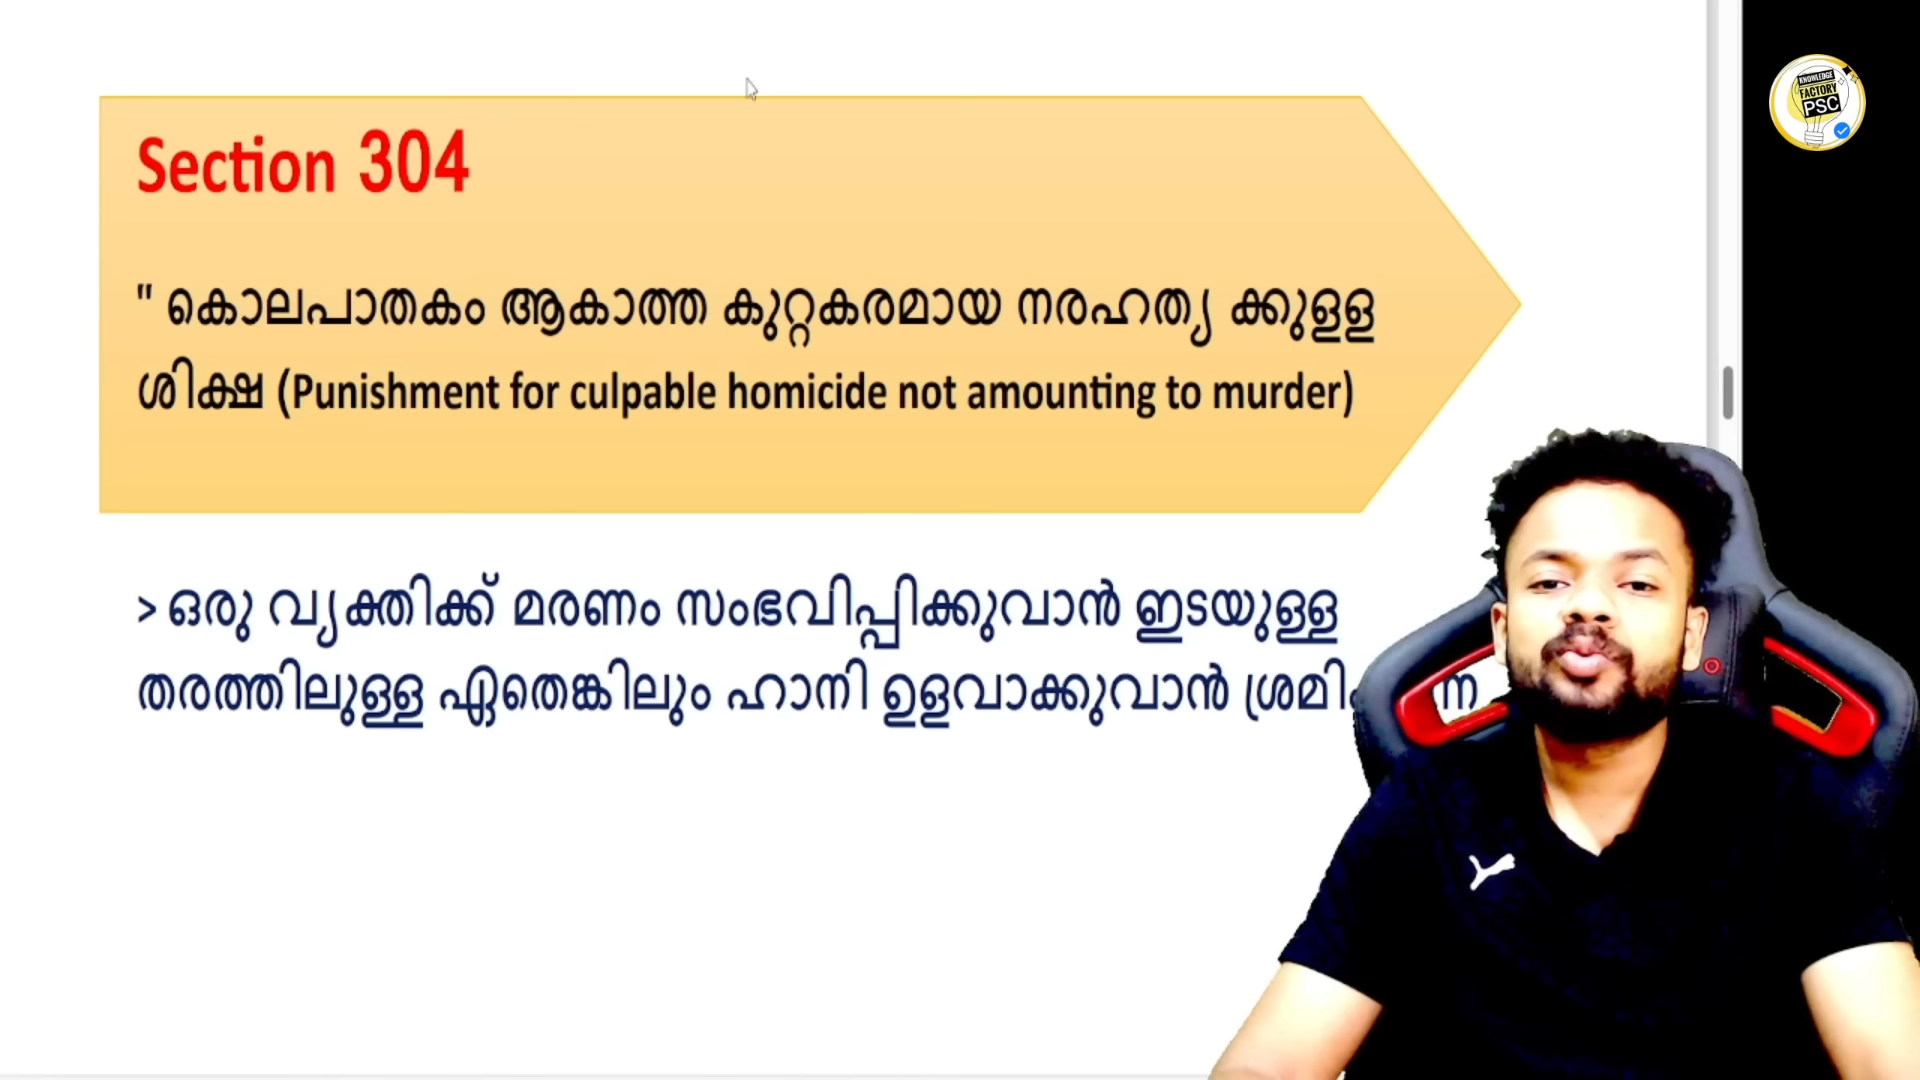 Section 304
" കൊലപാതകം ആകാത്ത കുറ്റകരമായ നരഹത്യ ക്കുളള
ശിക്ഷ (Punishment for culpable homicide not amounting to murder)
> ഒരു വ്യക്തിക്ക് മരണം സംഭവിപ്പിക്കുവാൻ ഇടയുള്ള
തരത്തിലുള്ള ഏതെങ്കിലും ഹാനി ഉളവാക്കുവാൻ
KNOWLEDGE
FACTORY
PSC